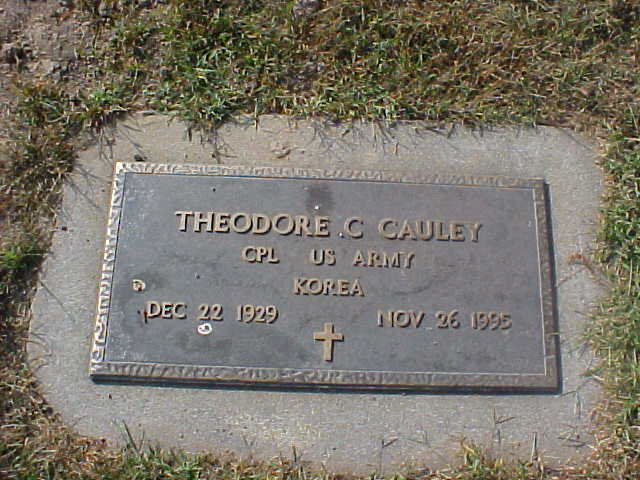 THEODORE C CAULEY
CPL US ARMY
KOREA
DEC 22 1929 NOV 26 1995